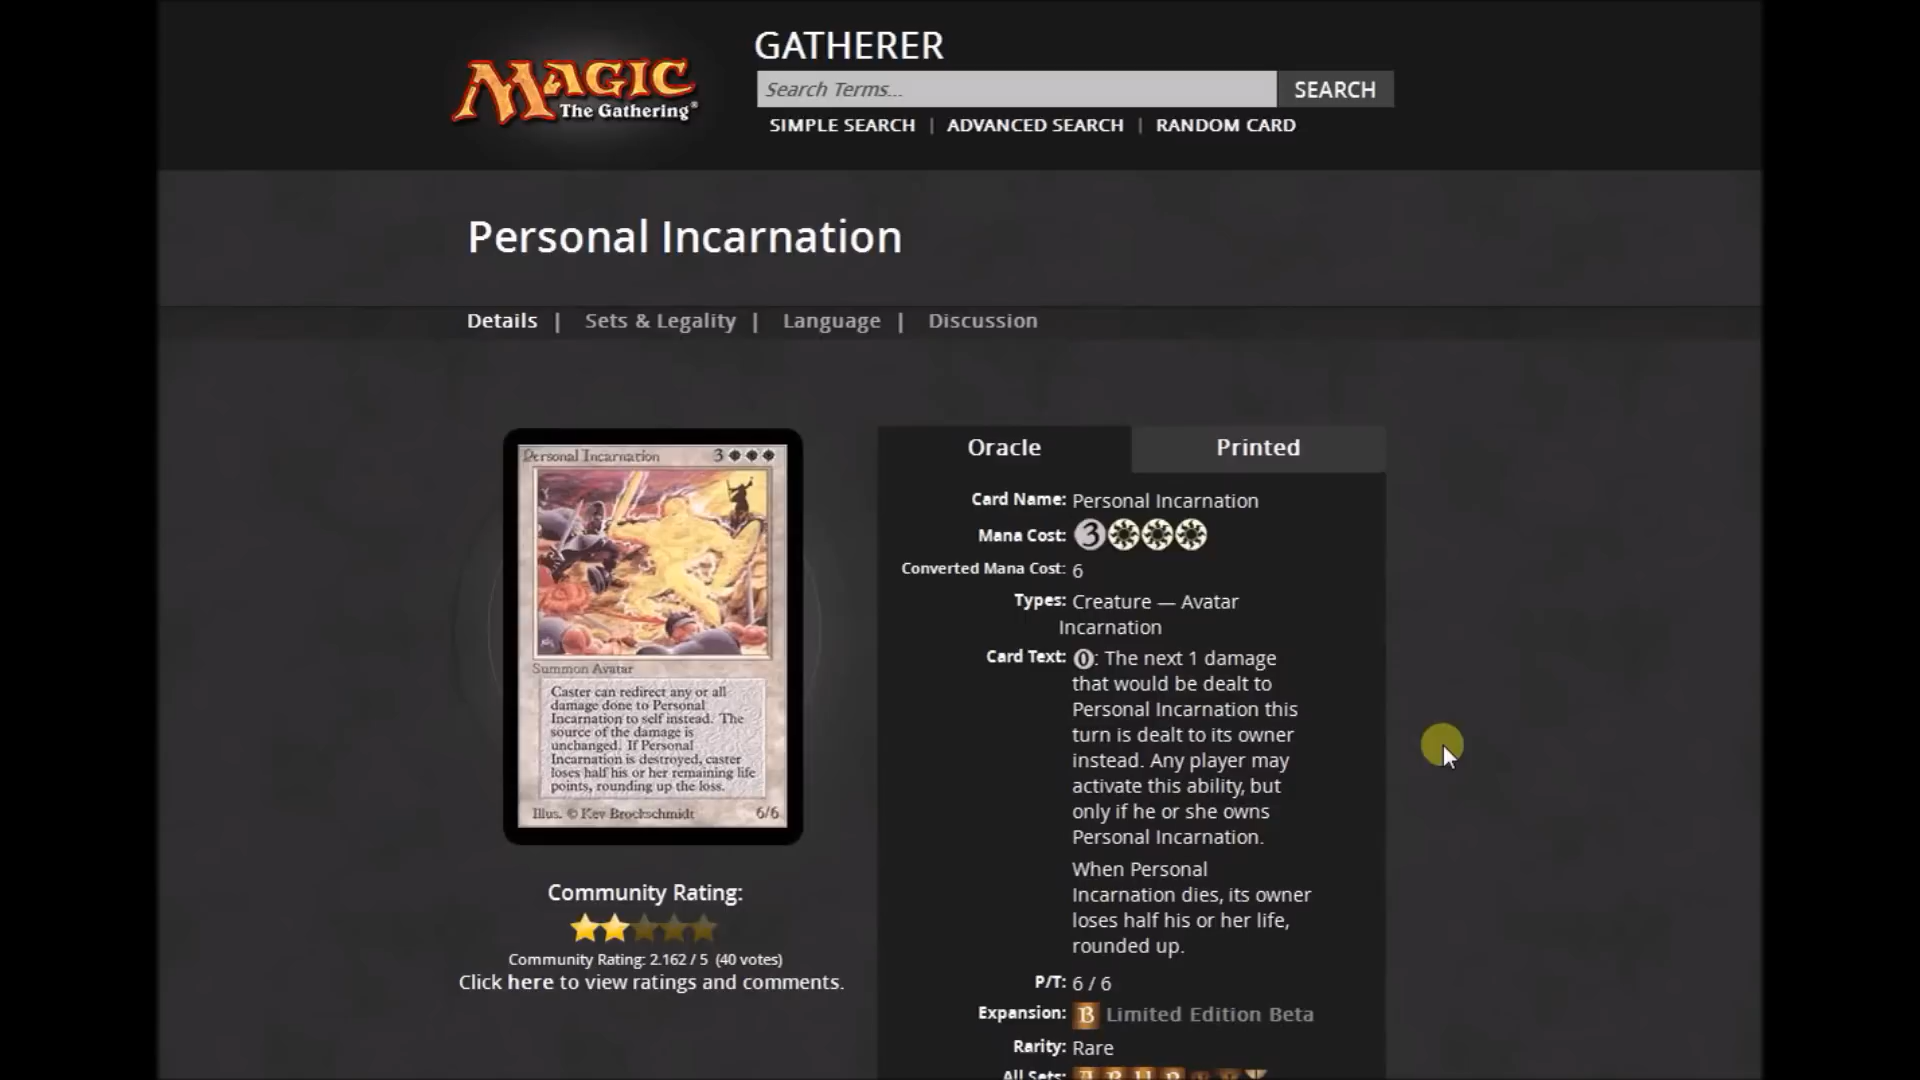 MAGIC
The Gathering®
GATHERER
Search Terms...
SEARCH
SIMPLE SEARCH | ADVANCED SEARCH | RANDOM CARD
Personal Incarnation
Details | Sets & Legality | Language | Discussion
Personal Incarnation 3
Summon Avatar
Caster can redirect any or all
damage done to Personal
Incarnation to self instead. The
source of the damage is
unchanged. If Personal
Incarnation is destroyed, caster
loses half his or her remaining life
points, rounding up the loss.
Illus. © Kev Brockschmidt 6/6
Community Rating:
Community Rating: 2.162 / 5 (40 votes)
Click here to view ratings and comments.
Oracle
Printed
Card Name: Personal Incarnation
Mana Cost: 3
Converted Mana Cost: 6
Types: Creature — Avatar
Incarnation
Card Text: 0: The next 1 damage
that would be dealt to
Personal Incarnation this
turn is dealt to its owner
instead. Any player may
activate this ability, but
only if he or she owns
Personal Incarnation.
When Personal
Incarnation dies, its owner
loses half his or her life,
rounded up.
P/T: 6 / 6
Expansion: B Limited Edition Beta
Rarity: Rare
All Sets: